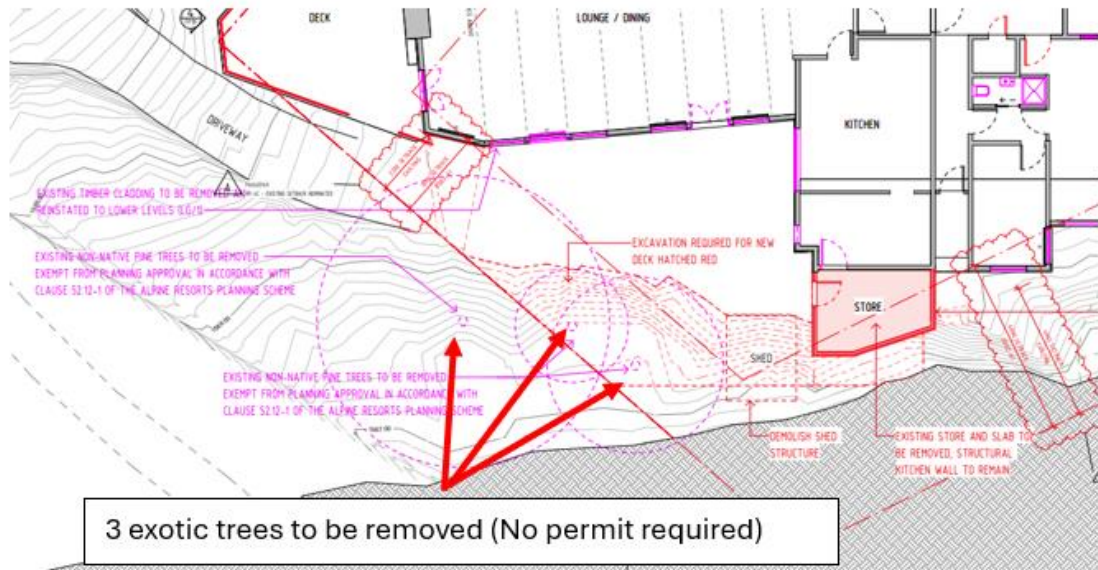 DECK
LOUNGE / DINING
KITCHEN
DRIVEWAY
EXISTING TIMBER CLADDING TO BE REMOVED AND
REINSTATED TO LOWER LEVELS (LG/1)
EXISTING NON-NATIVE PINE TREES TO BE REMOVED
EXEMPT FROM PLANNING APPROVAL IN ACCORDANCE WITH
CLAUSE 52.12-1 OF THE ALPINE RESORTS PLANNING SCHEME
EXCAVATION REQUIRED FOR NEW
DECK HATCHED RED
STORE
SHED
EXISTING NON-NATIVE PINE TREES TO BE REMOVED
EXEMPT FROM PLANNING APPROVAL IN ACCORDANCE WITH
CLAUSE 52.12-1 OF THE ALPINE RESORTS PLANNING SCHEME
DEMOLISH SHED
STRUCTURE
EXISTING STORE AND SLAB TO
BE REMOVED, STRUCTURAL
KITCHEN WALL TO REMAIN
3 exotic trees to be removed (No permit required)